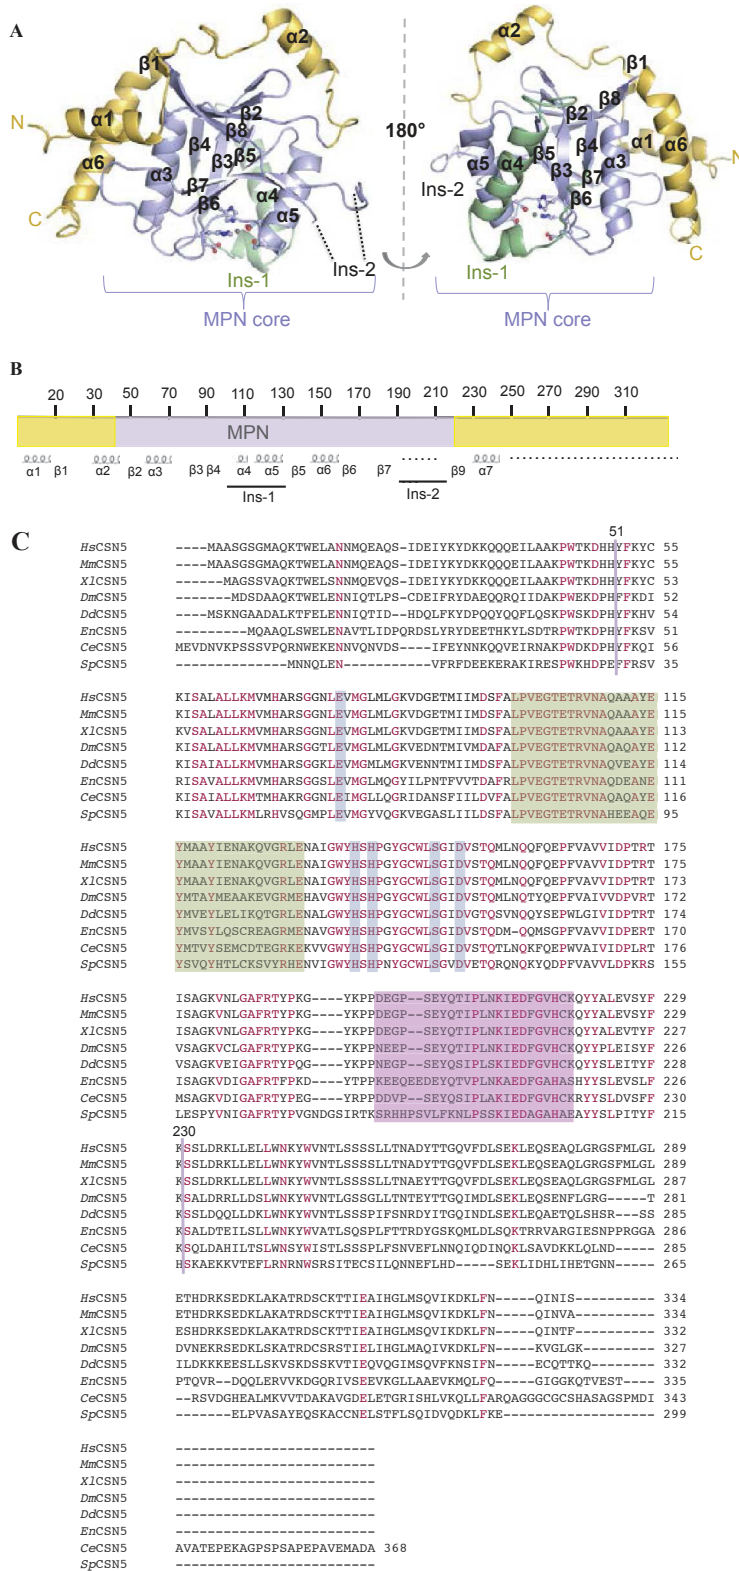 A
α2
β1
N
α1
α6
C
β2
β8
β4
β3
β5
α3
β7
β6
α4
α5
Ins-1
Ins-2
MPN core
180°
α2
β1
β8
β2
α5
α4
β5
β4
β3
α3
α1
α6
N
β7
β6
C
Ins-2
Ins-1
MPN core
B
20 30 50 70 90 110 130 150 170 190 210 230 250 270 290 310
MPN
α1 β1 α2 β2 α3 β3 β4 α4 α5 β5 α6 β6 β7 β9 α7
Ins-1 Ins-2
C
51
HsCSN5 ----MAASGSGMAQKTWELANNMQEAQS-IDEIYKYDKKQQQEILAAKPWTKDHHYFKYC 55
MmCSN5 ----MAASGSGMAQKTWELANNMQEAQS-IDEIYKYDKKQQQEILAAKPWTKDHHYFKYC 55
XlCSN5 ------MAGSSVAQKTWELSNNMQEVQS-IDEIYKYDKKQQQEILAAKPWTKDHHYFKYC 53
DmCSN5 -------MDSDAAQKTWELENNIQTLPS-CDEIFRYDAEQQRQIIDAKPWEKDPHFFKDI 52
DdCSN5 ----MSKNGAADALKTFELENNIQTID--HDQLFKYDPQQYQQFLQSKPWSKDPHYFKHV 54
EnCSN5 --------MQAAQLSWELENAVTLIDPQRDSLYRYDEETHKYLSDTRPWTKDPHYFKSV 51
CeCSN5 MEVDNVKPSSSVPQRNWEKENNVQNVDS----IFEYNNKQQVEIRNAKPWDKDPHYFKQI 56
SpCSN5 -----------MNNQLEN-----------VFRFDEEKERAKIRESPWKHDPEFFRSV 35
HsCSN5 KISALALLKMVMHARSGGNLEVMGLMLGKVDGETMIIMDSFALPVEGTETRVNAQAAAYE 115
MmCSN5 KISALALLKMVMHARSGGNLEVMGLMLGKVDGETMIIMDSFALPVEGTETRVNAQAAAYE 115
XlCSN5 KVSALALLKMVMHARSGGNLEVMGLMLGKVDGETMIIMDSFALPVEGTETRVNAQAAAYE 113
DmCSN5 KISALALLKMVMHARSGGTLEVMGLMLGKVEDNTMIVMDAFALPVEGTETRVNAQAQAYE 112
DdCSN5 KISAIALLKMVMHARSGGKLEVMGMLMGKVENNTMIIMDSFALPVEGTETRVNAQVEAYE 114
EnCSN5 RISAVALLKMVMHARSGGSLEVMGLMQGYILPNTFVVTDAFRLPVEGTETRVNAQDEANE 111
CeCSN5 KISAIALLKMTMHAKRGGNLEIMGLLQGRIDANSFIILDVFALPVEGTETRVNAQAQAYE 116
SpCSN5 KISAVALLKMLRHVSQGMPLEVMGYVQGKVEGASLIILDSFALPVEGTETRVNAHEEAQE 95
HsCSN5 YMAAYIENAKQVGRLENAIGWYHSHPGYGCWLSGIDVSTQMLNQQFQEPFVAVVIDPTRT 175
MmCSN5 YMAAYIENAKQVGRLENAIGWYHSHPGYGCWLSGIDVSTQMLNQQFQEPFVAVVIDPTRT 175
XlCSN5 YMAAYIENAKQVGRLENAIGWYHSHPGYGCWLSGIDVSTQMLNQQFQEPFVAVVIDPTRT 173
DmCSN5 YMTAYMEAAKEVGRMEHAVGWYHSHPGYGCWLSGIDVSTQMLNQTYQEPFVAIVVDPVRT 172
DdCSN5 YMVEYLELIKQTGRLENALGWYHSHPGYGCWLSGIDVGTQSVNQQYSEPWLGIVIDPTRT 174
EnCSN5 YMVSYLQSCREAGRMENAVGWYHSHPGYGCWLSGIDVSTQDM-QQMSGPFVAVVIDPERT 170
CeCSN5 YMTVYSEMCDTEGRKEKVVGWYHSHPGYGCWLSGIDVSTQTLNQKFQEPWVAIVIDPLRT 176
SpCSN5 YSVQYHTLCKSVYRHENVIGWYHSHPNYGCWLSGVDVETQRQNQKYQDPFVAVVLDPKRS 155
HsCSN5 ISAGKVNLGAFRTYPKG----YKPPDEGP--SEYQTIPLNKIEDFGVHCKQYYALEVSYF 229
MmCSN5 ISAGKVNLGAFRTYPKG----YKPPDEGP--SEYQTIPLNKIEDFGVHCKQYYALEVSYF 229
XlCSN5 ISAGKVNLGAFRTYPKG----YKPPDEGP--SEYQTIPLNKIEDFGVHCKQYYALEVTYF 227
DmCSN5 VSAGKVCLGAFRTYPKG----YKPPNEEP--SEYQTIPLNKIEDFGVHCKQYYPLEISYF 226
DdCSN5 VSAGKVEIGAFRTYPQG----YKPPNEGP--SEYQSIPLSKIEDFGVHCKQYYSLEITYF 228
EnCSN5 ISAGKVDIGAFRTFPKD----YTPPKEEQEEDEYQTVPLNKAEDFGAHASHYYSLEVSLF 226
CeCSN5 MSAGKVEIGAFRTYPEG----YRPPDDVP--SEYQSIPLAKIEDFGVHCKRYYSLDVSFF 230
SpCSN5 LESPYVNIGAFRTYPVGNDGSIRTKSRHHPSVLFKNLPSSKIEDAGAHAEAYYSLPITYF 215
230
HsCSN5 KSSLDRKLLELLWNKYWVNTLSSSSLLTNADYTTGQVFDLSEKLEQSEAQLGRGSFMLGL 289
MmCSN5 KSSLDRKLLELLWNKYWVNTLSSSSLLTNADYTTGQVFDLSEKLEQSEAQLGRGSFMLGL 289
XlCSN5 KSSLDRKLLELLWNKYWVNTLSSSSLLTNAEYTTGQVFDLSEKLEQSEAQLGRGSFMLGL 287
DmCSN5 KSALDRRLLDSLWNKYWVNTLGSSGLLTNTEYTTGQIMDLSEKLEQSENFLGRG-----T 281
DdCSN5 KSSLDQQLLDKLWNKYWVNTLSSSPIFSNRDYITGQINDLSEKLEQAETQLSHSR---SS 285
EnCSN5 KSALDTEILSLLWNKYWVATLSQSPLFTTRDYGSKQMLDLSQKTRRVARGIESNPPRGGA 286
CeCSN5 KSQLDAHILTSLWNSYWISTLSSSPLFSNVEFLNNQIQDINQKLSAVDKKLQLND----- 285
SpCSN5 HSKAEKKVTEFLRNRNWSRSITECSILQNNEFLHD-----SEKLIDHLIHETGNN----- 265
HsCSN5 ETHDRKSEDKLAKATRDSCKTTIEAIHGLMSQVIKDKLFN-----QINIS---------- 334
MmCSN5 ETHDRKSEDKLAKATRDSCKTTIEAIHGLMSQVIKDKLFN-----QINVA---------- 334
XlCSN5 ESHDRKSEDKLAKATRDSCKTTIEAIHGLMSQVIKDKLFN-----QINTF---------- 332
DmCSN5 DVNEKRSEDKLSKATRDCSRSTIELIHGLMAQIVKDKLFN-----KVGLGK--------- 327
DdCSN5 ILDKKKEESLLSKVSKDSSKVTIEQVQGIMSQVFKNSIFN-----ECQTTKQ-------- 332
EnCSN5 PTQVR--DQQLERVVKDGQRIVSEEVKGLLAAEVKMQLFQ-----GIGGKQTVEST---- 335
CeCSN5 --RSVDGHEALMKVVTDAKAVGDELETGRISHLVKQLLFARQAGGGCGCSHASAGSPMDI 343
SpCSN5 -------ELPVASAYEQSKACCNELSTFLSQIDVQDKLFKE------------------- 299
HsCSN5 -------------------------
MmCSN5 -------------------------
XlCSN5 -------------------------
DmCSN5 -------------------------
DdCSN5 -------------------------
EnCSN5 -------------------------
CeCSN5 AVATEPEKAGPSPSAPEPAVEMADA 368
SpCSN5 -------------------------